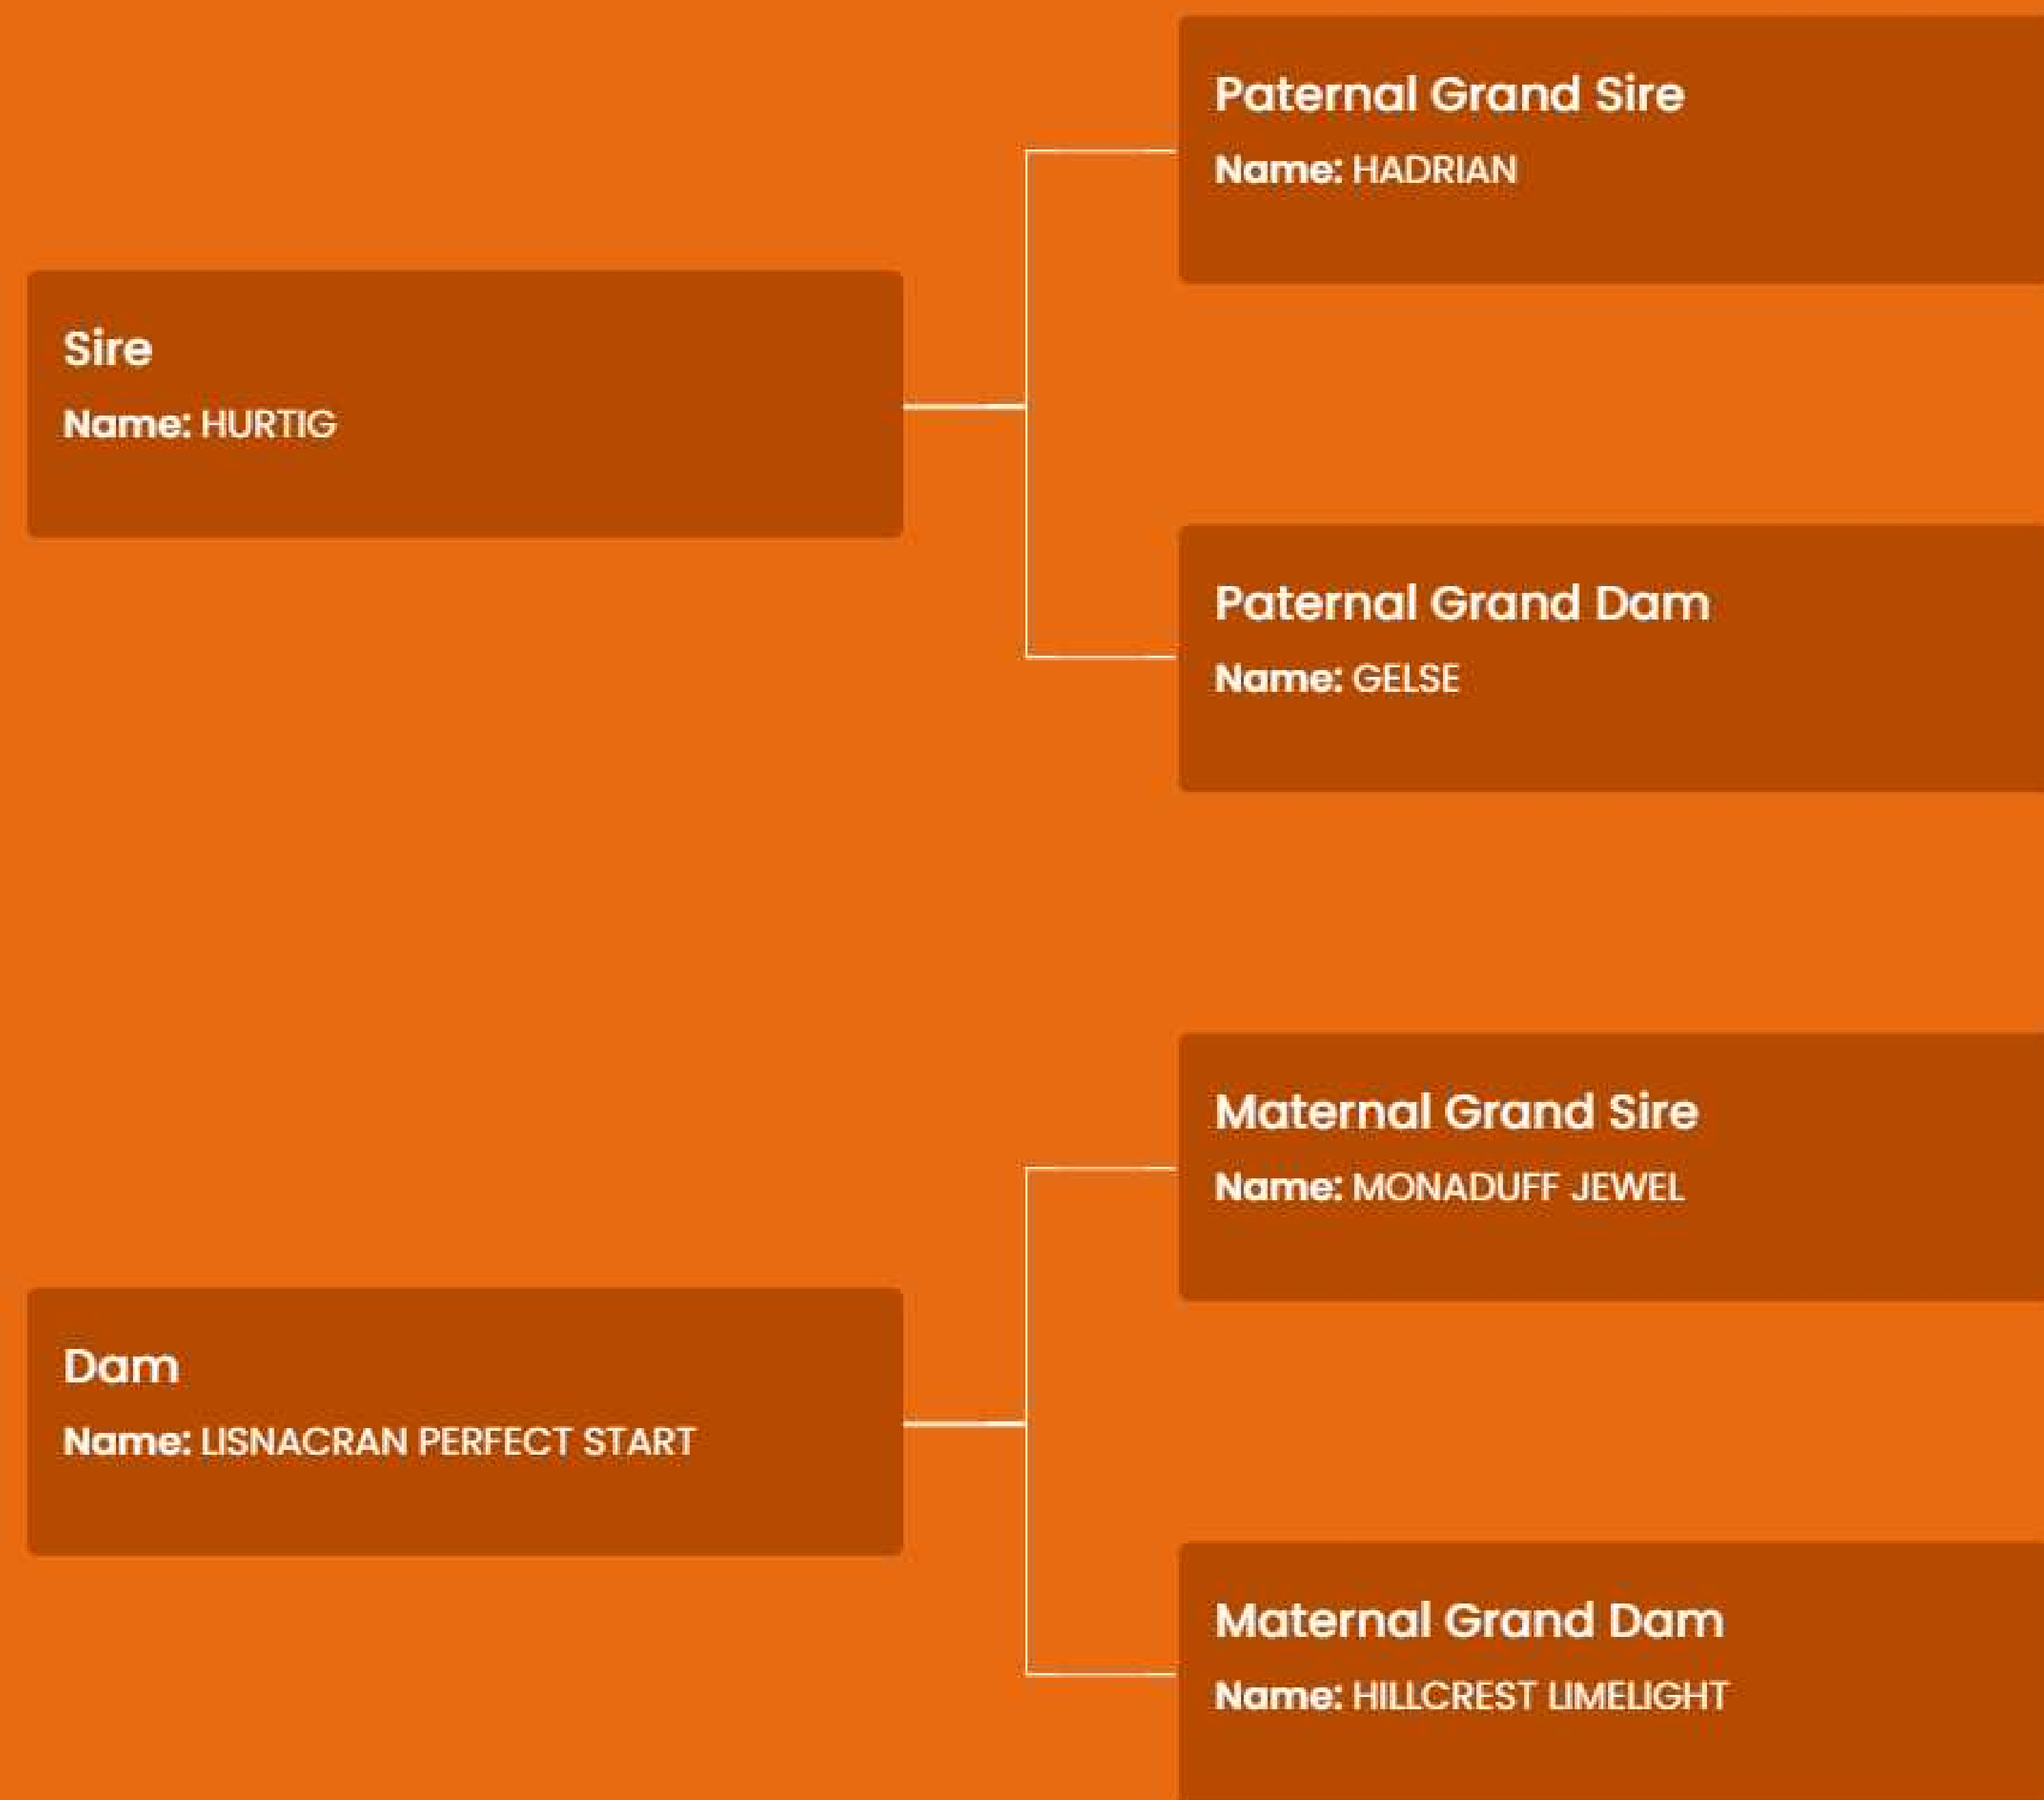 Paternal Grand Sire
Name: HADRIAN
Sire
Name: HURTIG
Paternal Grand Dam
Name: GELSE
Maternal Grand Sire
Name: MONADUFF JEWEL
Dam
Name: LISNACRAN PERFECT START
Maternal Grand Dam
Name: HILLCREST LIMELIGHT